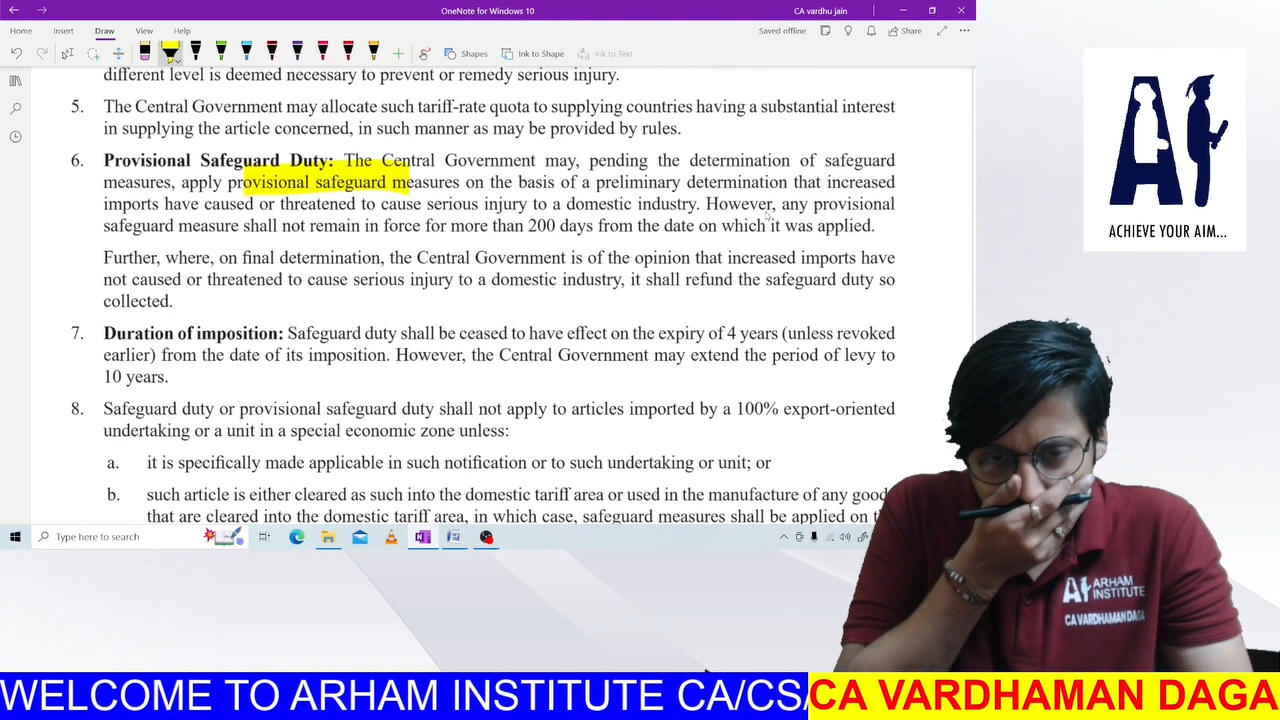 OneNote for Windows 10
CA vardhu jain
Home Insert Draw View Help
Saved offline Share
Shapes Ink to Shape Ink to Text
different level is deemed necessary to prevent or remedy serious injury.
5. The Central Government may allocate such tariff-rate quota to supplying countries having a substantial interest
in supplying the article concerned, in such manner as may be provided by rules.
6. Provisional Safeguard Duty: The Central Government may, pending the determination of safeguard
measures, apply provisional safeguard measures on the basis of a preliminary determination that increased
imports have caused or threatened to cause serious injury to a domestic industry. However, any provisional
safeguard measure shall not remain in force for more than 200 days from the date on which it was applied.
Further, where, on final determination, the Central Government is of the opinion that increased imports have
not caused or threatened to cause serious injury to a domestic industry, it shall refund the safeguard duty so
collected.
7. Duration of imposition: Safeguard duty shall be ceased to have effect on the expiry of 4 years (unless revoked
earlier) from the date of its imposition. However, the Central Government may extend the period of levy to
10 years.
8. Safeguard duty or provisional safeguard duty shall not apply to articles imported by a 100% export-oriented
undertaking or a unit in a special economic zone unless:
a. it is specifically made applicable in such notification or to such undertaking or unit; or
b. such article is either cleared as such into the domestic tariff area or used in the manufacture of any good
that are cleared into the domestic tariff area, in which case, safeguard measures shall be applied on
Type here to search
ACHIEVE YOUR AIM...
ARHAM
INSTITUTE
CA VARDHAMAN DAGA
WELCOME TO ARHAM INSTITUTE CA/CS/
CA VARDHAMAN DAGA